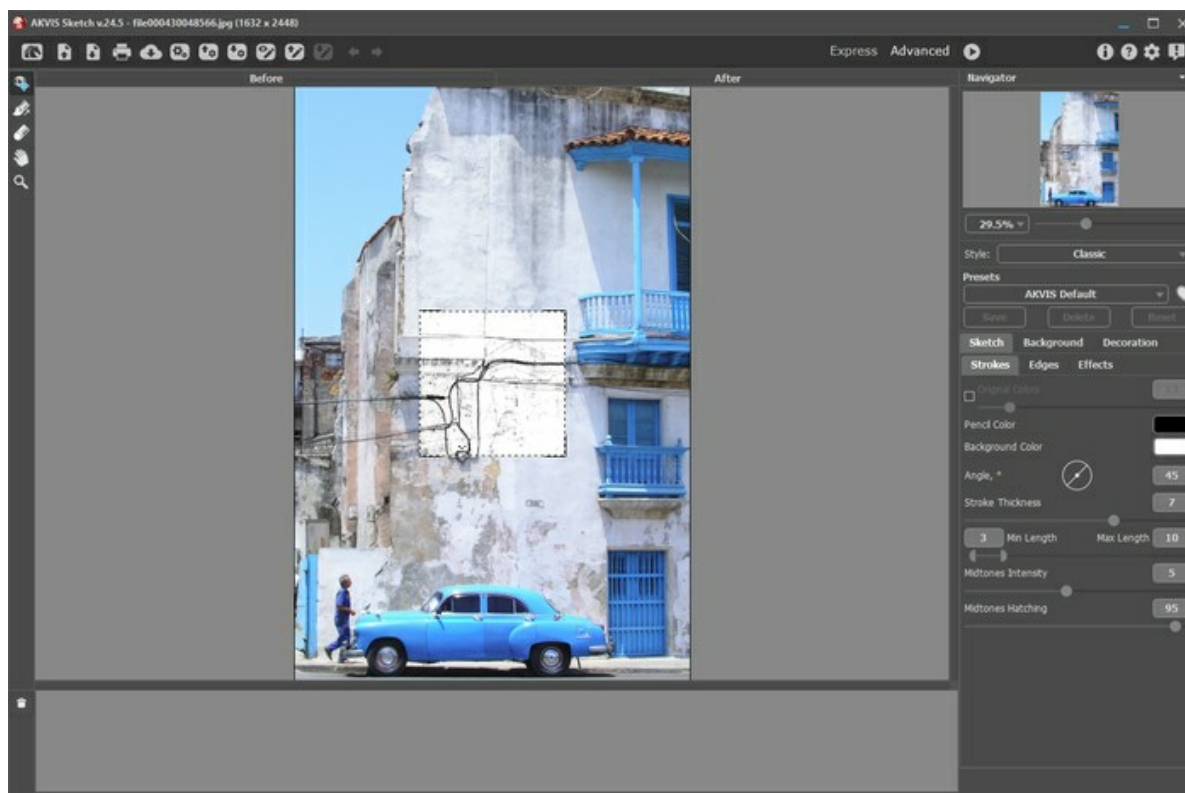 AKVIS Sketch v.24.5 - file000430048566.jpg (1632 x 2448)
Express Advanced
Before After
Navigator
29.5%
Style: Classic
Presets
AKVIS Default
Save Delete Reset
Sketch Background Decoration
Strokes Edges Effects
Original Colors
Pencil Color
Background Color
Angle, ° 45
Stroke Thickness 7
3 Min Length Max Length 10
Midtones Intensity 5
Midtones Hatching 95